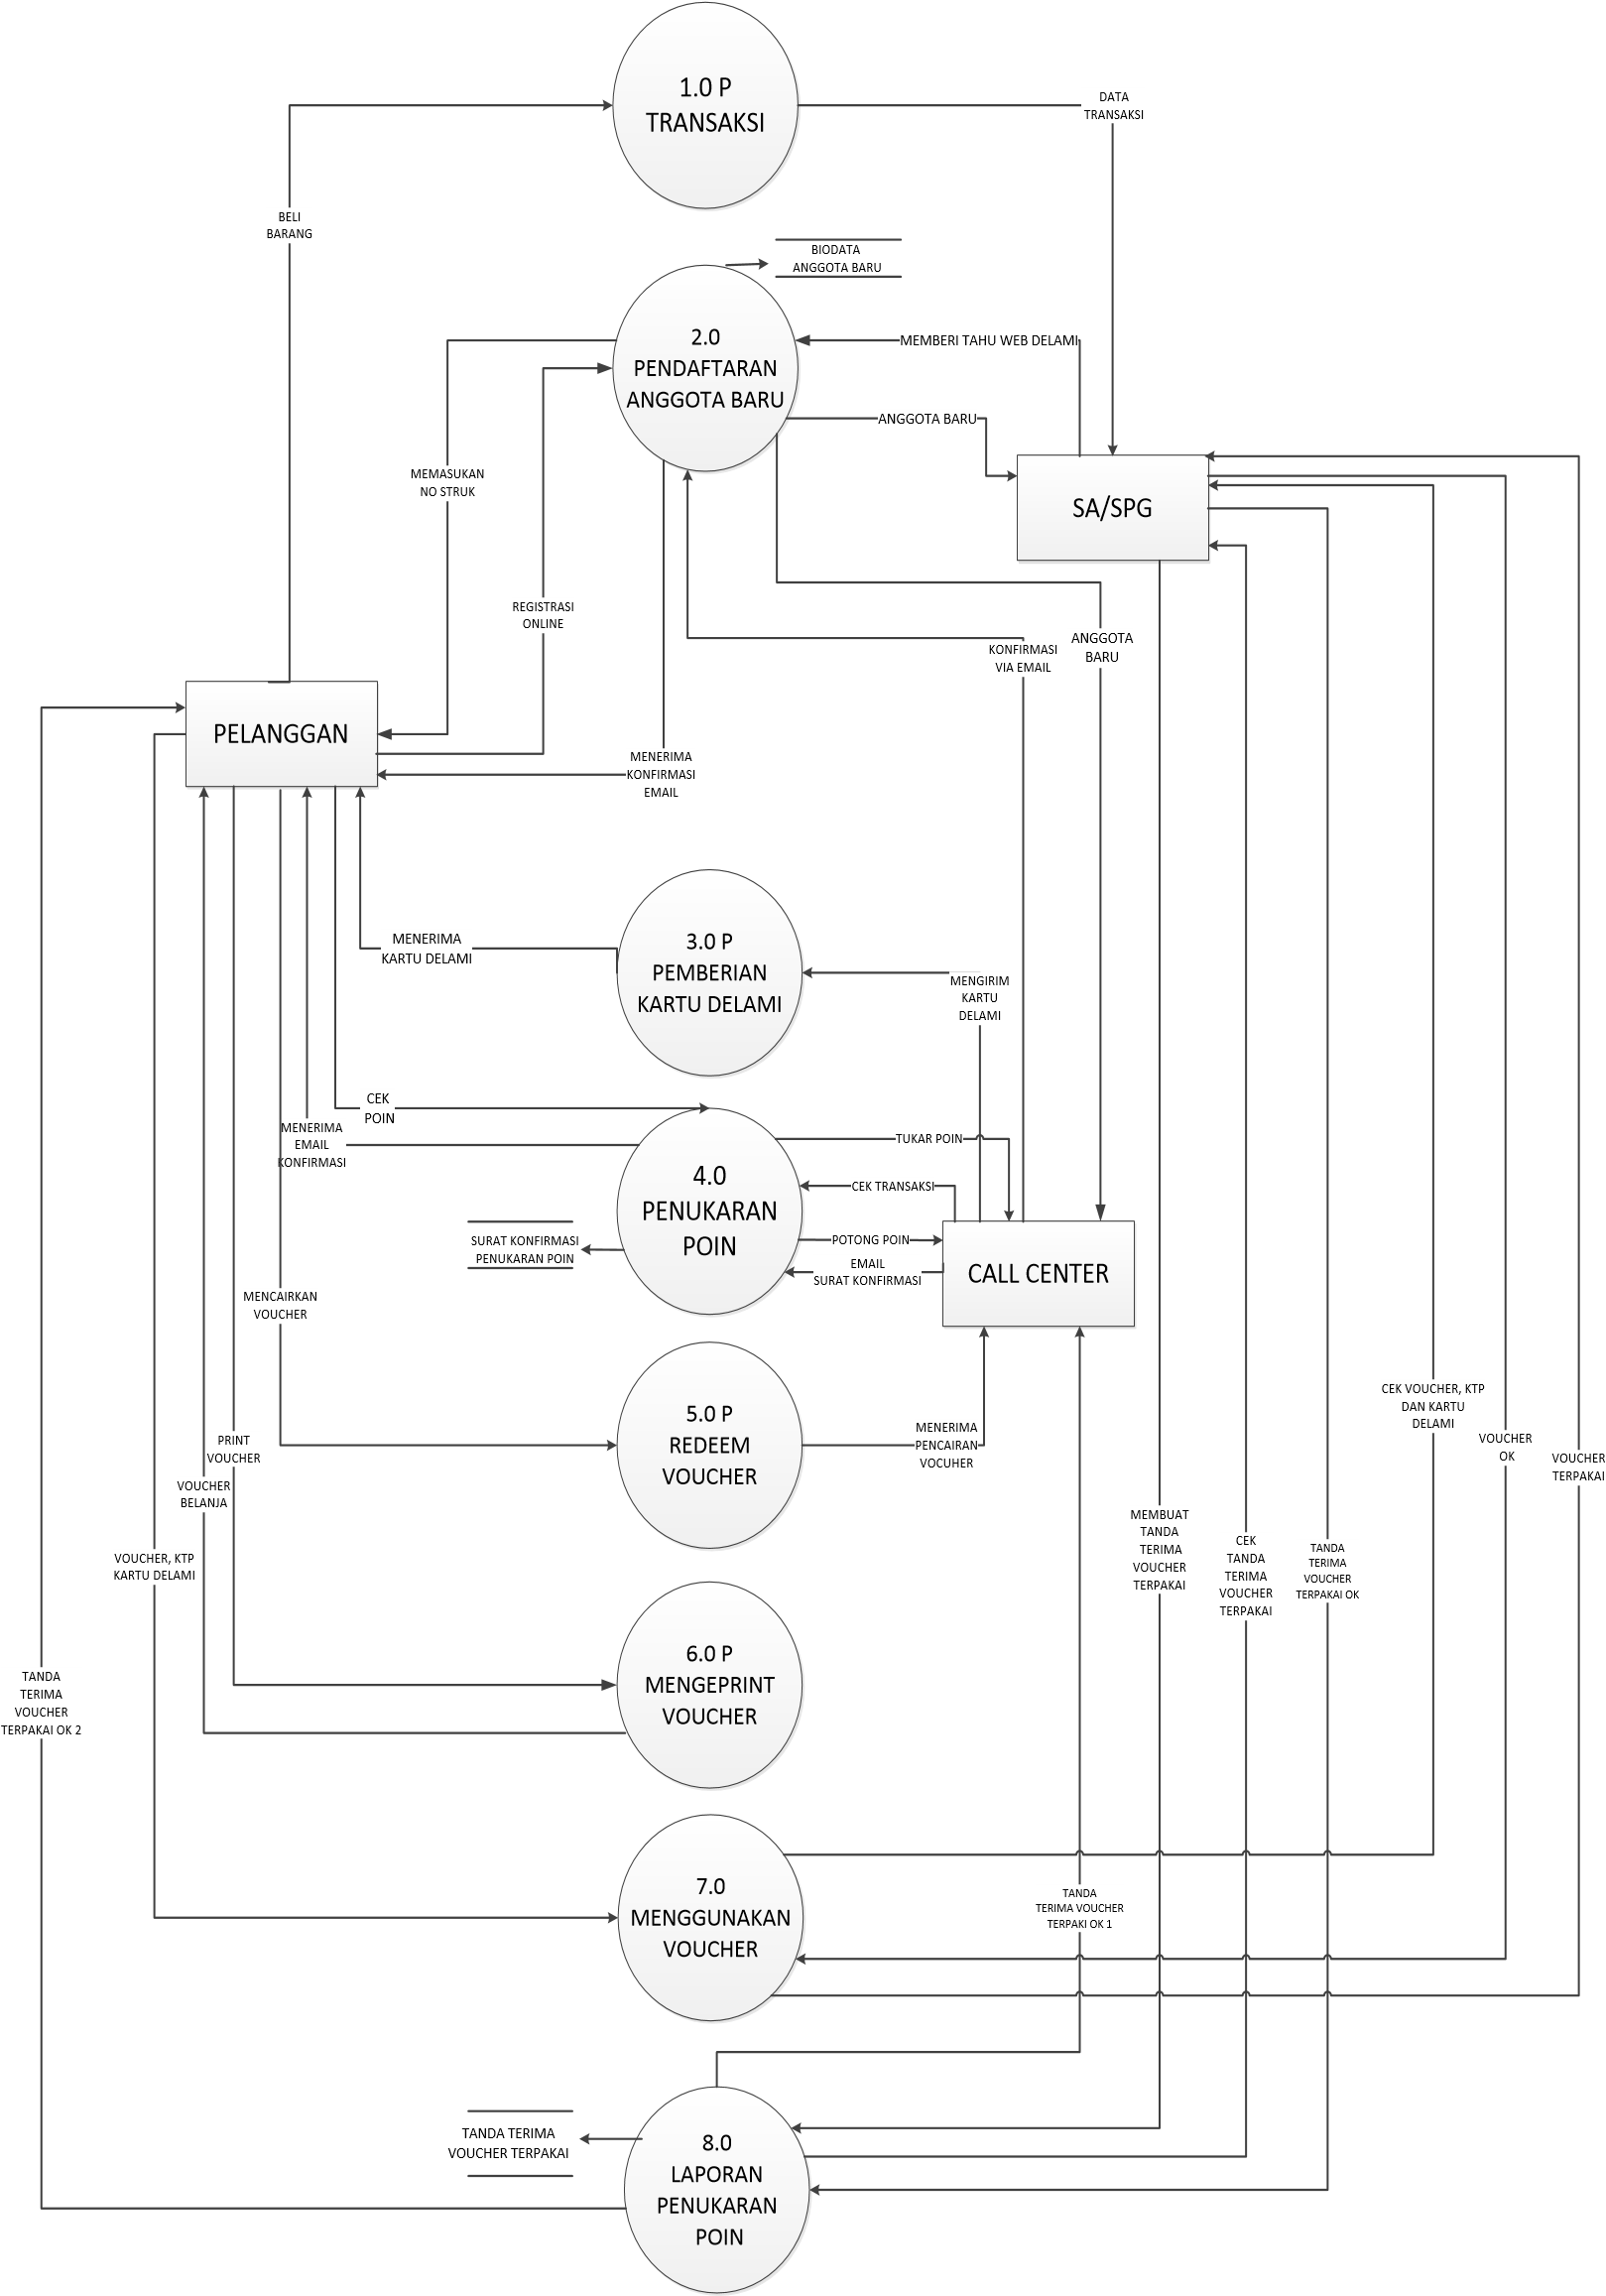 1.0 P
TRANSAKSI
DATA
TRANSAKSI
BELI
BARANG
BIODATA
ANGGOTA BARU
2.0
PENDAFTARAN
ANGGOTA BARU
MEMBERI TAHU WEB DELAMI
ANGGOTA BARU
MEMASUKAN
NO STRUK
SA/SPG
REGISTRASI
ONLINE
KONFIRMASI
VIA EMAIL
ANGGOTA
BARU
PELANGGAN
MENERIMA
KONFIRMASI
EMAIL
3.0 P
PEMBERIAN
KARTU DELAMI
MENERIMA
KARTU DELAMI
MENGIRIM
KARTU
DELAMI
CEK
POIN
MENERIMA
EMAIL
KONFIRMASI
TUKAR POIN
4.0
PENUKARAN
POIN
CEK TRANSAKSI
SURAT KONFIRMASI
PENUKARAN POIN
POTONG POIN
EMAIL
SURAT KONFIRMASI
CALL CENTER
MENCAIRKAN
VOUCHER
5.0 P
REDEEM
VOUCHER
CEK VOUCHER, KTP
DAN KARTU
DELAMI
PRINT
VOUCHER
MENERIMA
PENCAIRAN
VOCUHER
VOUCHER
OK
VOUCHER
TERPAKAI
VOUCHER
BELANJA
MEMBUAT
TANDA
TERIMA
VOUCHER
TERPAKAI
CEK
TANDA
TERIMA
VOUCHER
TERPAKAI
TANDA
TERIMA
VOUCHER
TERPAKAI OK
VOUCHER, KTP
KARTU DELAMI
6.0 P
MENGEPRINT
VOUCHER
TANDA
TERIMA
VOUCHER
TERPAKAI OK 2
7.0
MENGGUNAKAN
VOUCHER
TANDA
TERIMA VOUCHER
TERPAKI OK 1
TANDA TERIMA
VOUCHER TERPAKAI
8.0
LAPORAN
PENUKARAN
POIN